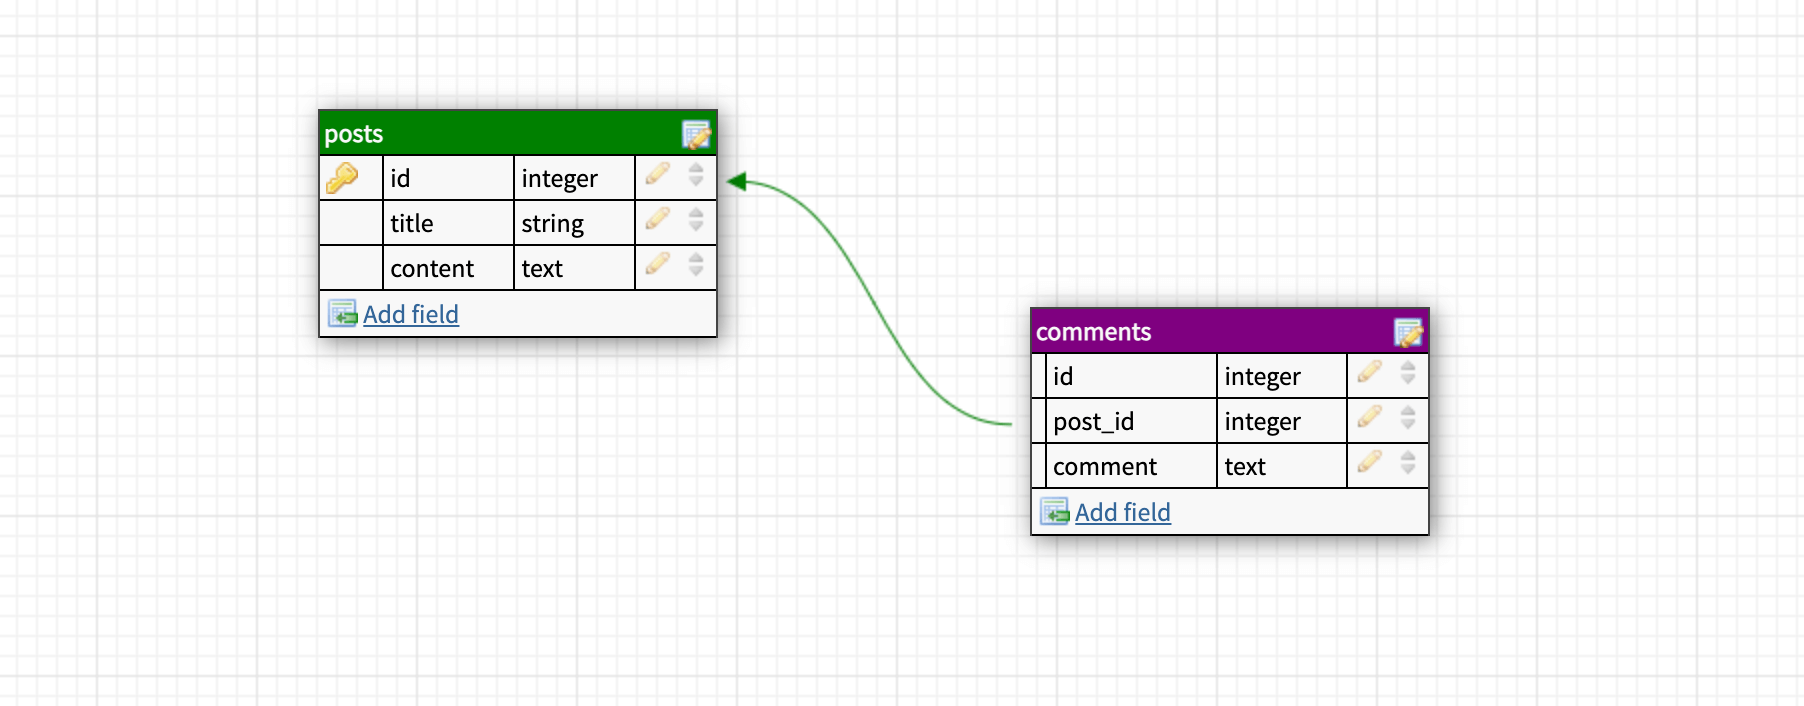 posts
id integer
title string
content text
Add field
comments
id integer
post_id integer
comment text
Add field